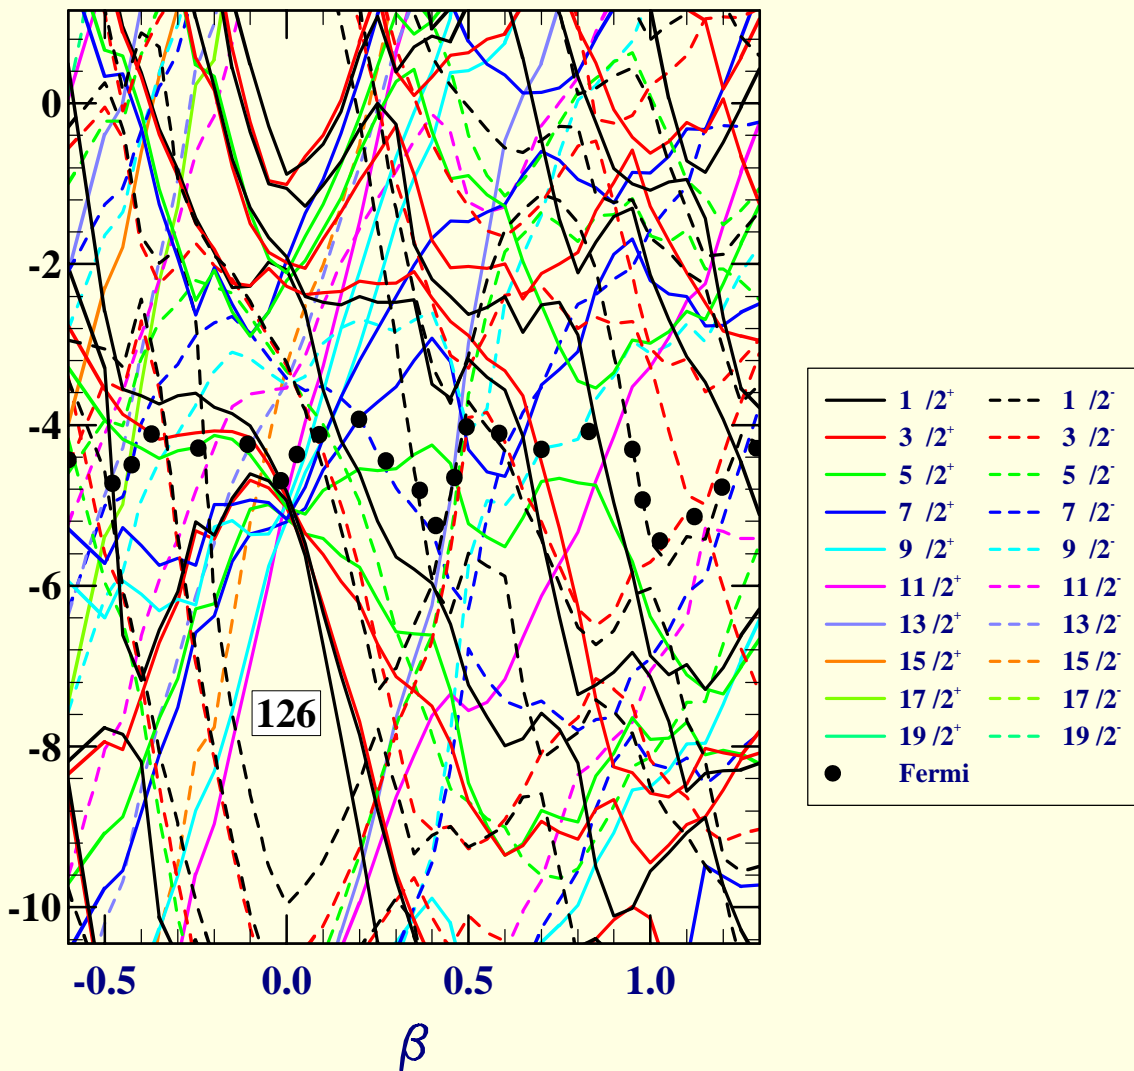 0
-2
-4
-6
-8
-10
126
-0.5 0.0 0.5 1.0
β
1 /2⁺ 1 /2⁻
3 /2⁺ 3 /2⁻
5 /2⁺ 5 /2⁻
7 /2⁺ 7 /2⁻
9 /2⁺ 9 /2⁻
11 /2⁺ 11 /2⁻
13 /2⁺ 13 /2⁻
15 /2⁺ 15 /2⁻
17 /2⁺ 17 /2⁻
19 /2⁺ 19 /2⁻
Fermi